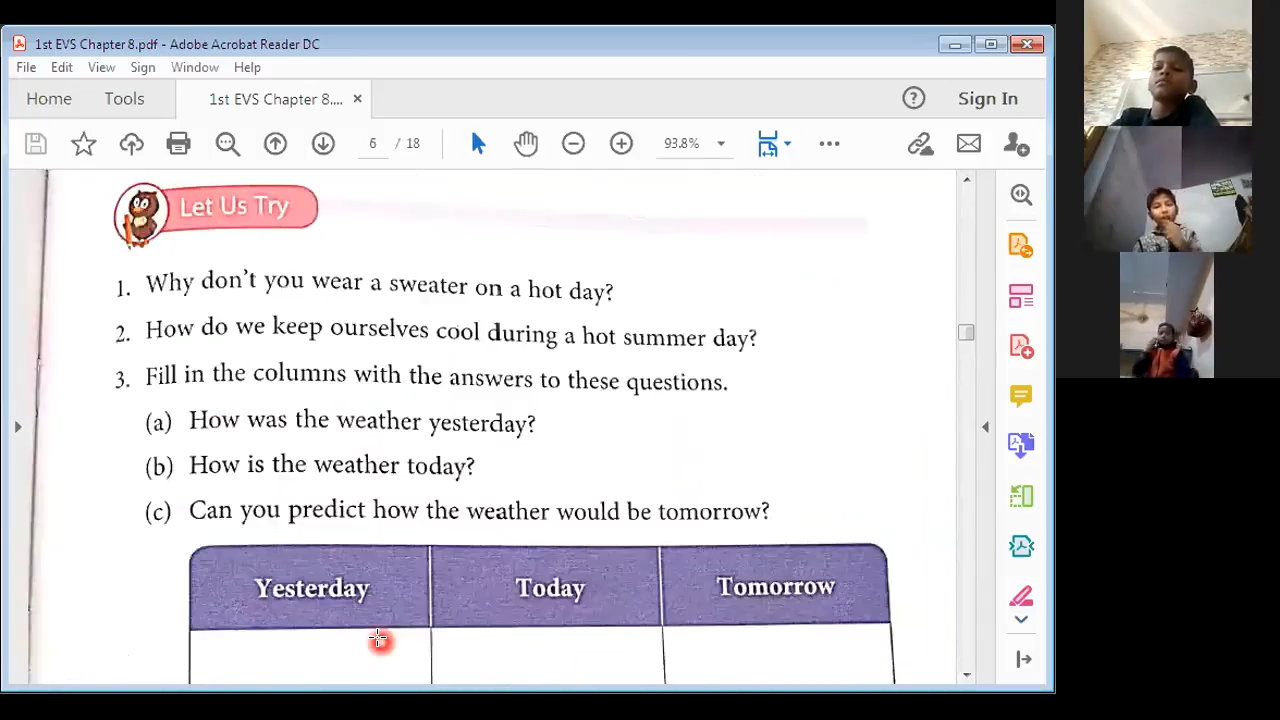 1st EVS Chapter 8.pdf - Adobe Acrobat Reader DC
File Edit View Sign Window Help
Home Tools 1st EVS Chapter 8.... × Sign In
6 / 18 93.8%
Let Us Try
1. Why don't you wear a sweater on a hot day?
2. How do we keep ourselves cool during a hot summer day?
3. Fill in the columns with the answers to these questions.
(a) How was the weather yesterday?
(b) How is the weather today?
(c) Can you predict how the weather would be tomorrow?
Yesterday Today Tomorrow